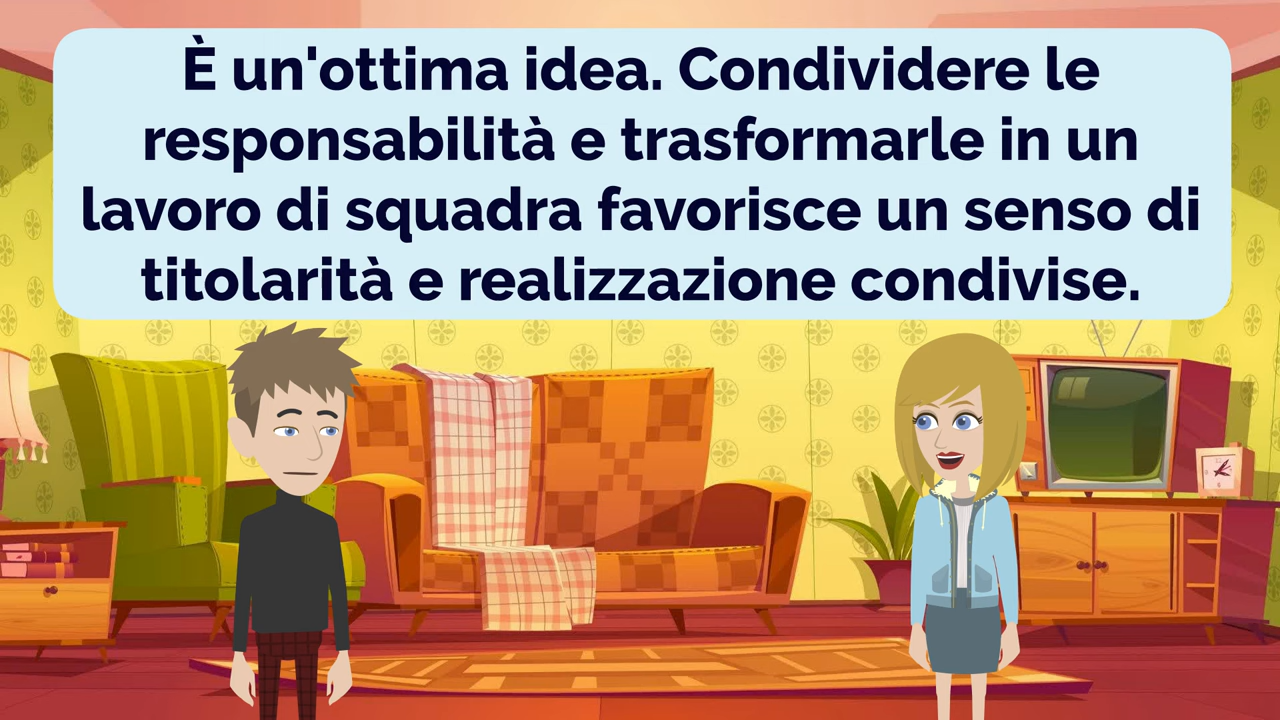 È un'ottima idea. Condividere le
responsabilità e trasformarle in un
lavoro di squadra favorisce un senso di
titolarità e realizzazione condivise.